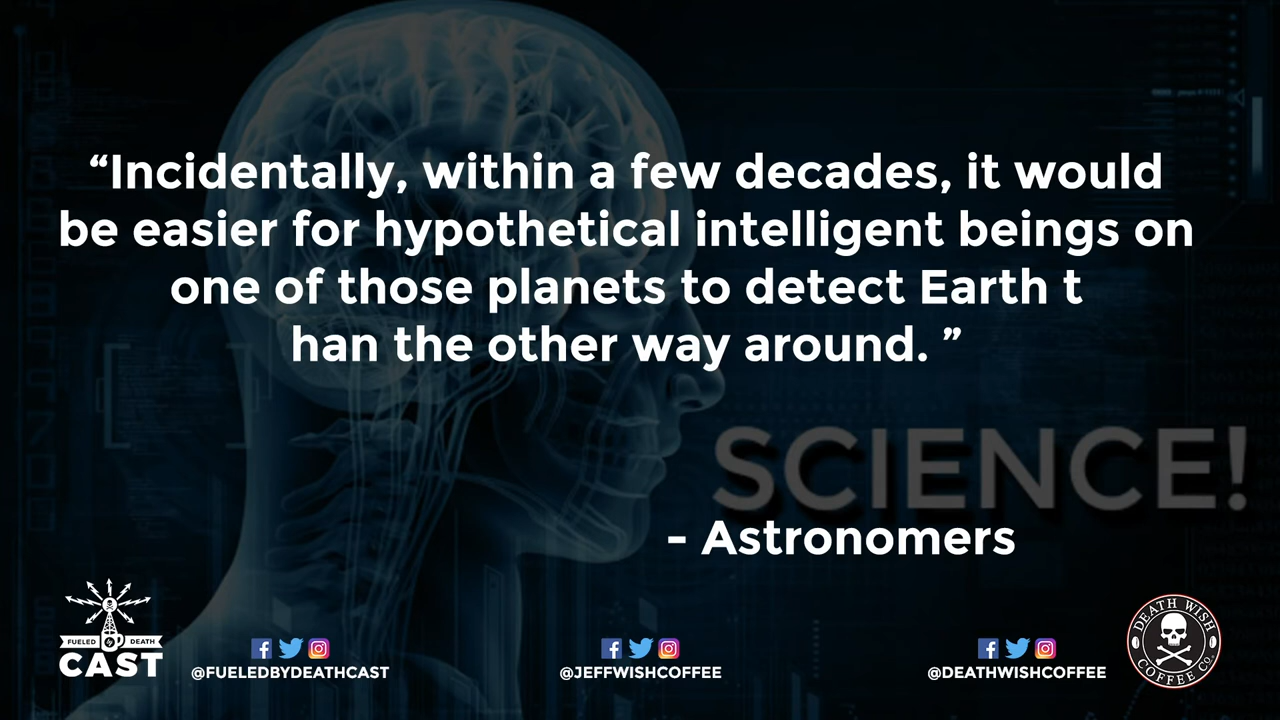 “Incidentally, within a few decades, it would
be easier for hypothetical intelligent beings on
one of those planets to detect Earth t
han the other way around. ”
SCIENCE!
- Astronomers
FUELED BY DEATH
CAST
@FUELEDBYDEATHCAST
@JEFFWISHCOFFEE
@DEATHWISHCOFFEE
DEATH WISH
COFFEE Co.